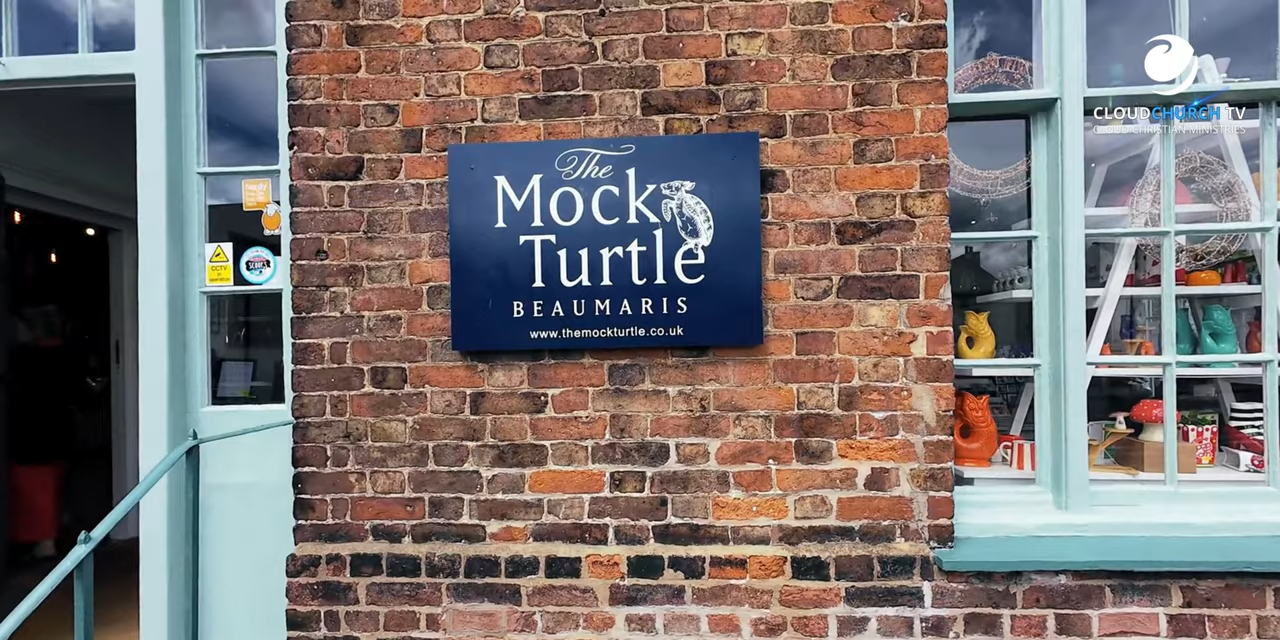 The
Mock
Turtle
BEAUMARIS
www.themockturtle.co.uk
CLOUDCHURCH TV
CLOUD CHRISTIAN MINISTRIES
CCTV